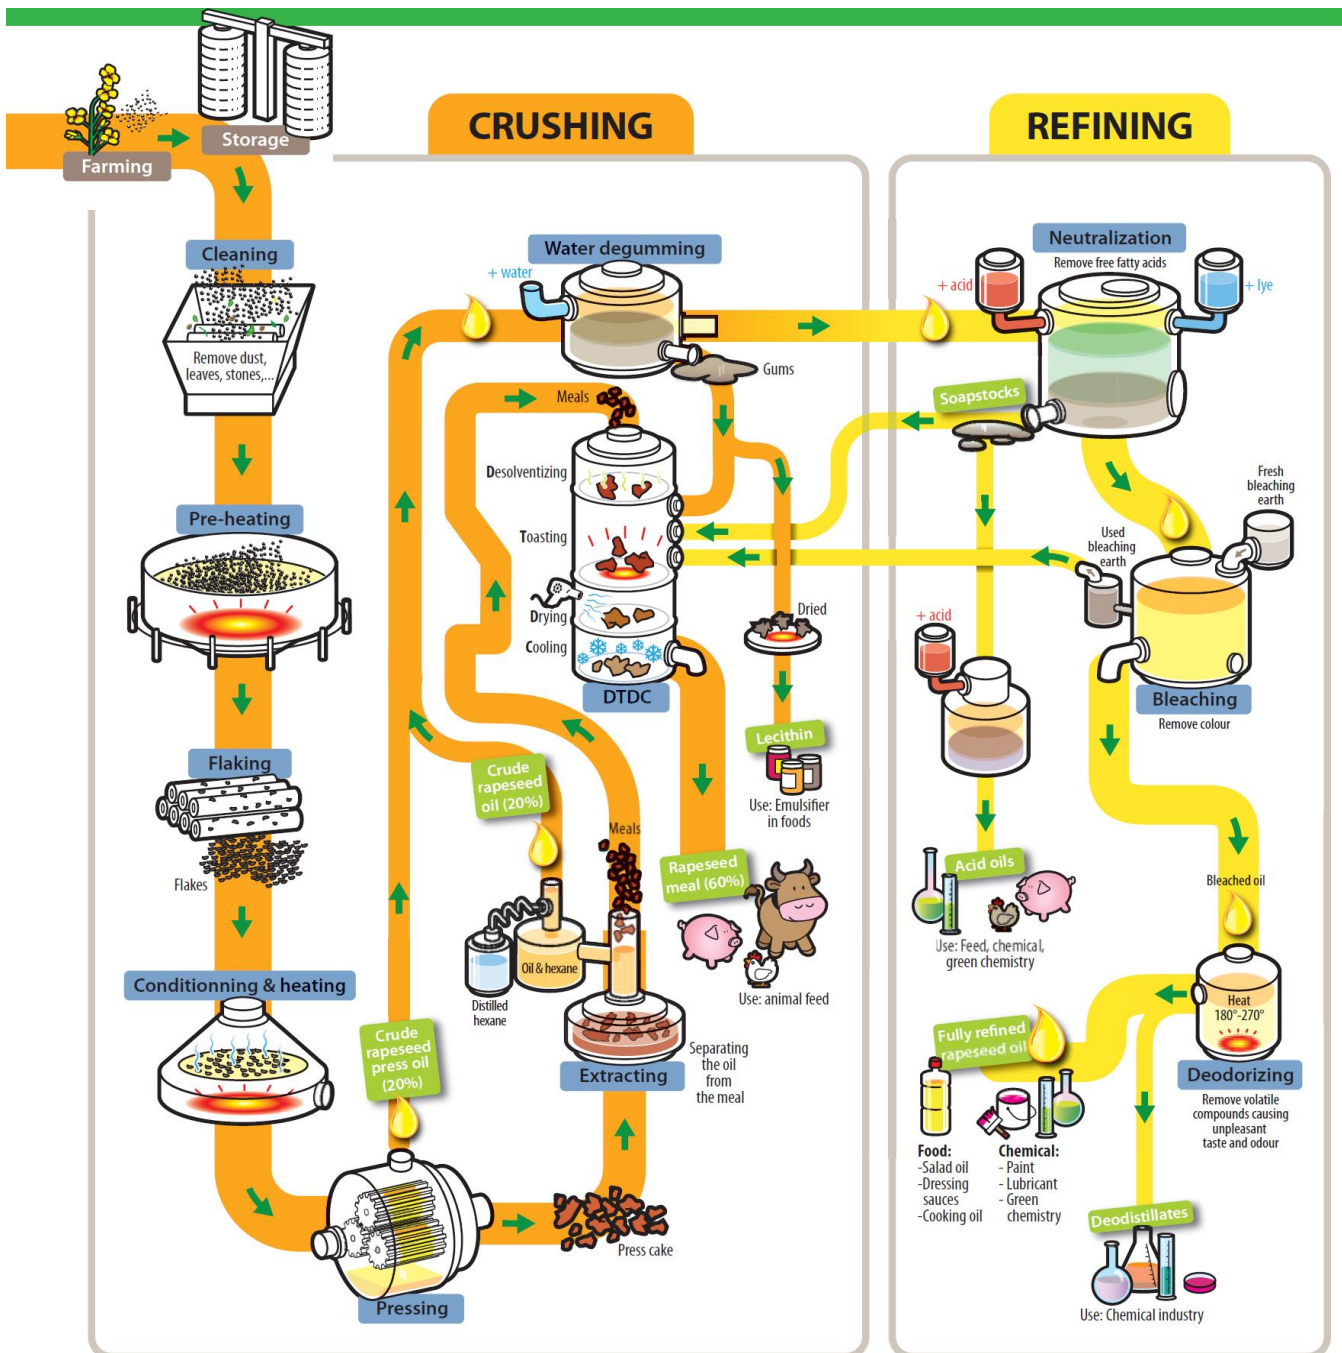 CRUSHING
REFINING
Storage
Farming
Cleaning
Remove dust,
leaves, stones,...
Pre-heating
Flaking
Flakes
Conditionning & heating
Pressing
Press cake
Crude
rapeseed
press oil
(20%)
Extracting
Separating
the oil
from
the meal
Distilled
hexane
Oil & hexane
Crude
rapeseed
oil (20%)
Meals
Water degumming
+ water
Gums
Meals
Desolventizing
Toasting
Drying
Cooling
DTDC
Dried
Lecithin
Use: Emulsifier
in foods
Rapeseed
meal (60%)
Use: animal feed
Neutralization
Remove free fatty acids
+ acid
+ lye
Soapstocks
+ acid
Acid oils
Use: Feed, chemical,
green chemistry
Fresh
bleaching
earth
Used
bleaching
earth
Bleaching
Remove colour
Bleached oil
Heat
180°-270°
Deodorizing
Remove volatile
compounds causing
unpleasant
taste and odour
Fully refined
rapeseed oil
Food:
-Salad oil
-Dressing
sauces
-Cooking oil
Chemical:
- Paint
- Lubricant
- Green
chemistry
Deodistillates
Use: Chemical industry